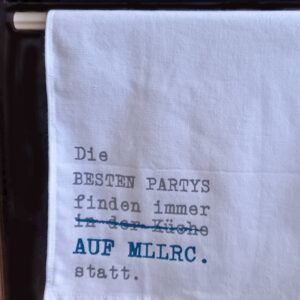 Die
BESTEN PARTYS
finden immer
in der Küche
AUF MLLRC.
statt.